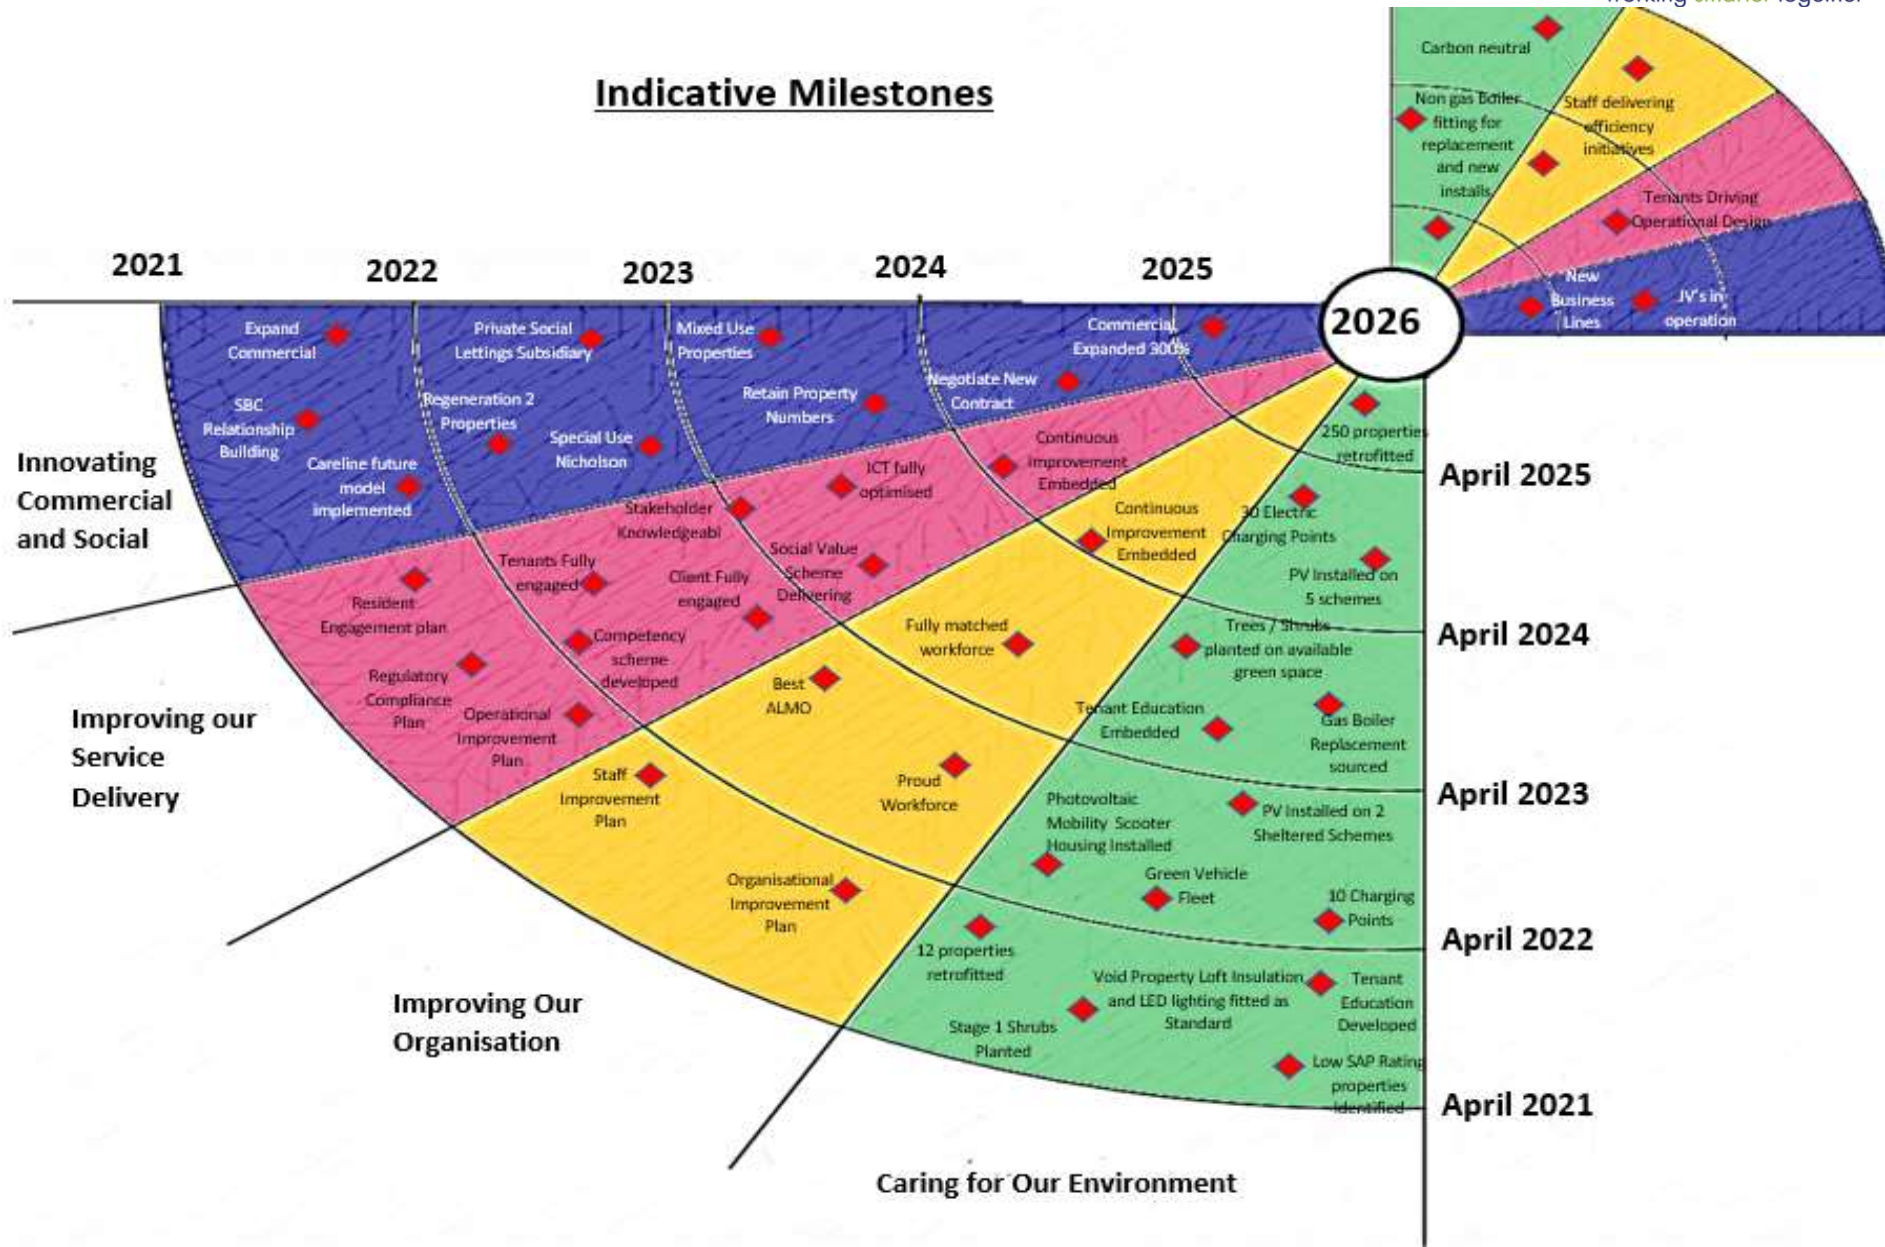 Indicative Milestones
Carbon neutral
Non gas Boiler
fitting for
replacement
and new
installs
Staff delivering
efficiency
initiatives
Tenants Driving
Operational Design
New
Business
Lines
JV's in
operation
2021
2022
2023
2024
2025
2026
Expand
Commercial
SBC
Relationship
Building
Careline future
model
implemented
Private Social
Lettings Subsidiary
Regeneration 2
Properties
Special Use
Nicholson
Mixed Use
Properties
Retain Property
Numbers
Commercial
Expanded 300%
Negotiate New
Contract
Innovating
Commercial
and Social
Resident
Engagement plan
Regulatory
Compliance
Plan
Operational
Improvement
Plan
Tenants Fully
engaged
Competency
scheme
developed
Stakeholder
Knowledgeabl
Client Fully
engaged
ICT fully
optimised
Social Value
Scheme
Delivering
Continuous
Improvement
Embedded
Improving our
Service
Delivery
Staff
Improvement
Plan
Organisational
Improvement
Plan
Best
ALMO
Proud
Workforce
Fully matched
workforce
Continuous
Improvement
Embedded
Improving Our
Organisation
250 properties
retrofitted
30 Electric
Charging Points
PV Installed on
5 schemes
Trees / Shrubs
planted on available
green space
Tenant Education
Embedded
Gas Boiler
Replacement
sourced
Photovoltaic
Mobility Scooter
Housing Installed
PV Installed on 2
Sheltered Schemes
Green Vehicle
Fleet
10 Charging
Points
12 properties
retrofitted
Void Property Loft Insulation
and LED lighting fitted as
Standard
Tenant
Education
Developed
Stage 1 Shrubs
Planted
Low SAP Rating
properties
identified
April 2025
April 2024
April 2023
April 2022
April 2021
Caring for Our Environment